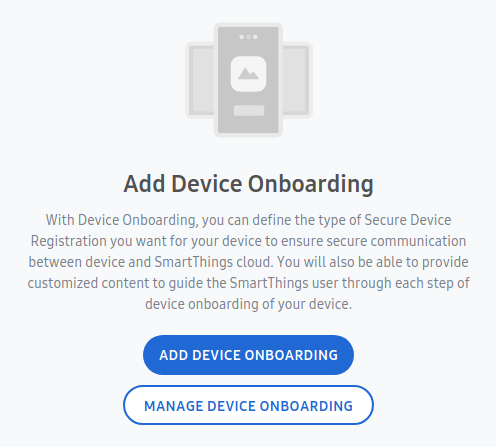 Add Device Onboarding
With Device Onboarding, you can define the type of Secure Device
Registration you want for your device to ensure secure communication
between device and SmartThings cloud. You will also be able to provide
customized content to guide the SmartThings user through each step of
device onboarding of your device.
ADD DEVICE ONBOARDING
MANAGE DEVICE ONBOARDING